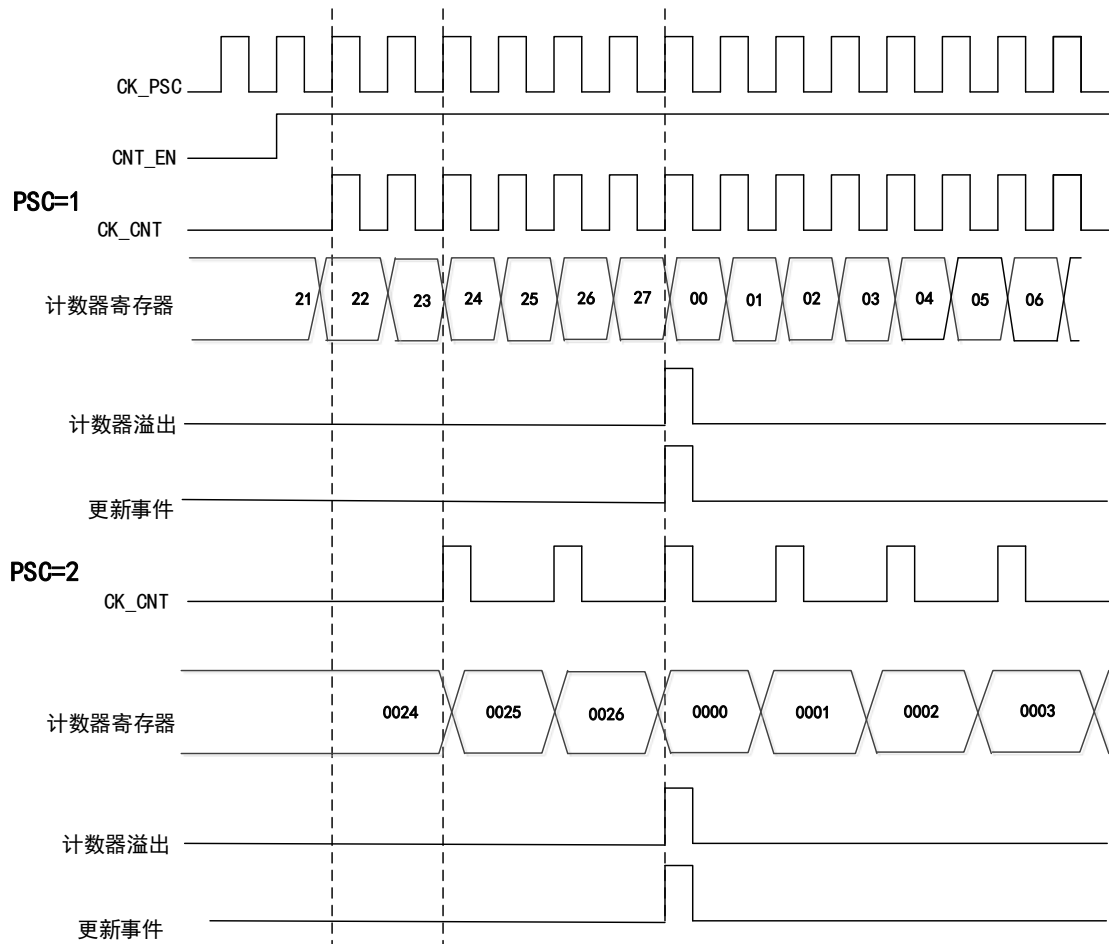 CK_PSC
CNT_EN
PSC=1
CK_CNT
计数器寄存器 21 22 23 24 25 26 27 00 01 02 03 04 05 06
计数器溢出
更新事件
PSC=2
CK_CNT
计数器寄存器 0024 0025 0026 0000 0001 0002 0003
计数器溢出
更新事件